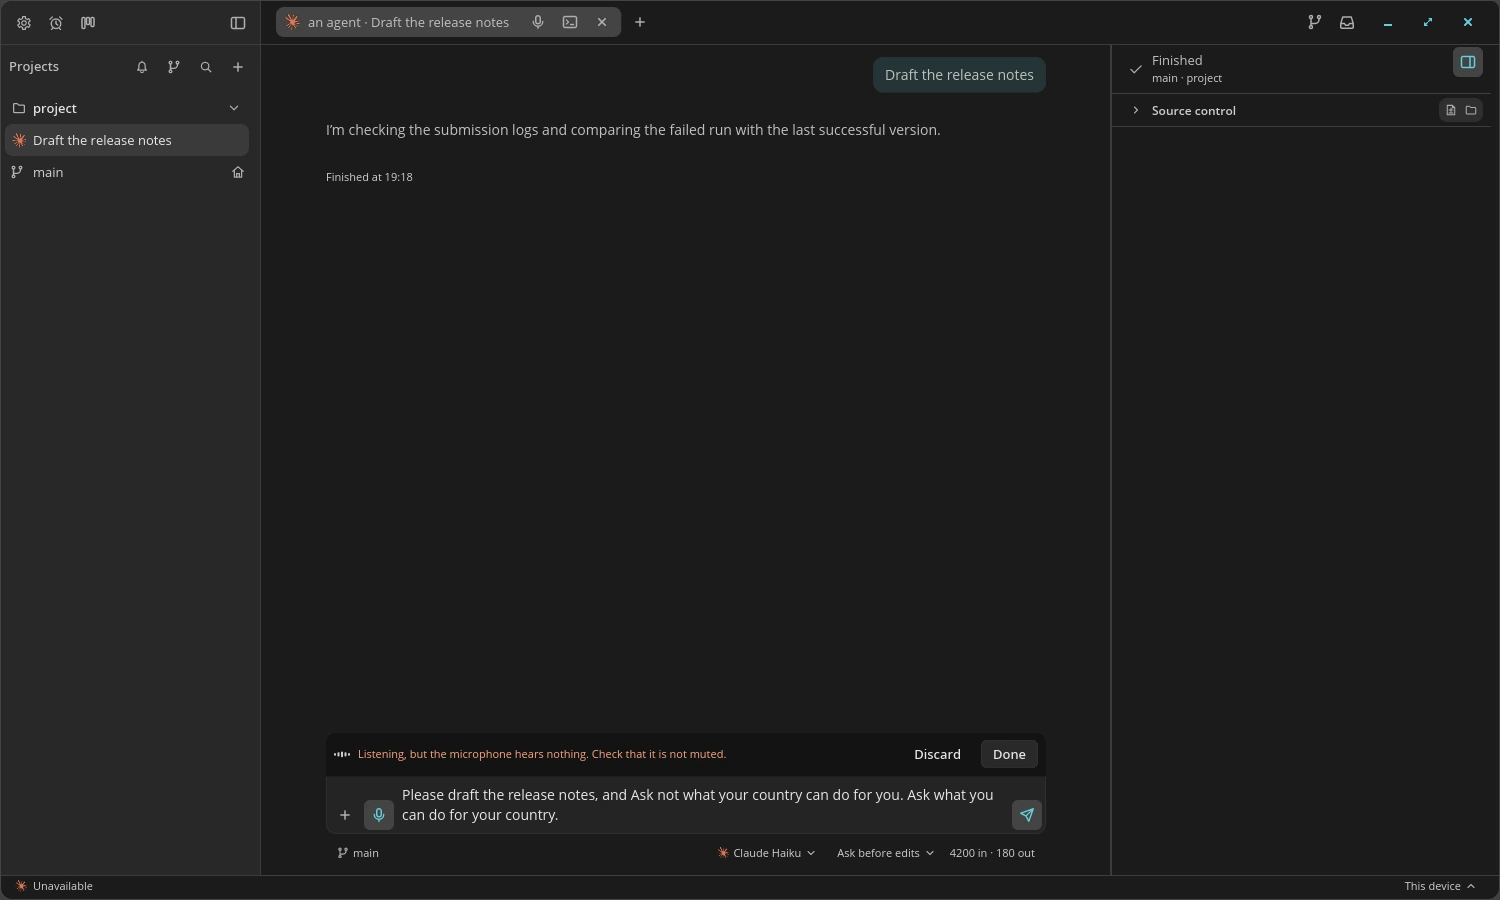 an agent · Draft the release notes
Projects
project
Draft the release notes
main
Draft the release notes
I'm checking the submission logs and comparing the failed run with the last successful version.
Finished at 19:18
Finished
main · project
Source control
Listening, but the microphone hears nothing. Check that it is not muted.
Discard
Done
Please draft the release notes, and Ask not what your country can do for you. Ask what you
can do for your country.
main
Claude Haiku
Ask before edits
4200 in · 180 out
Unavailable
This device